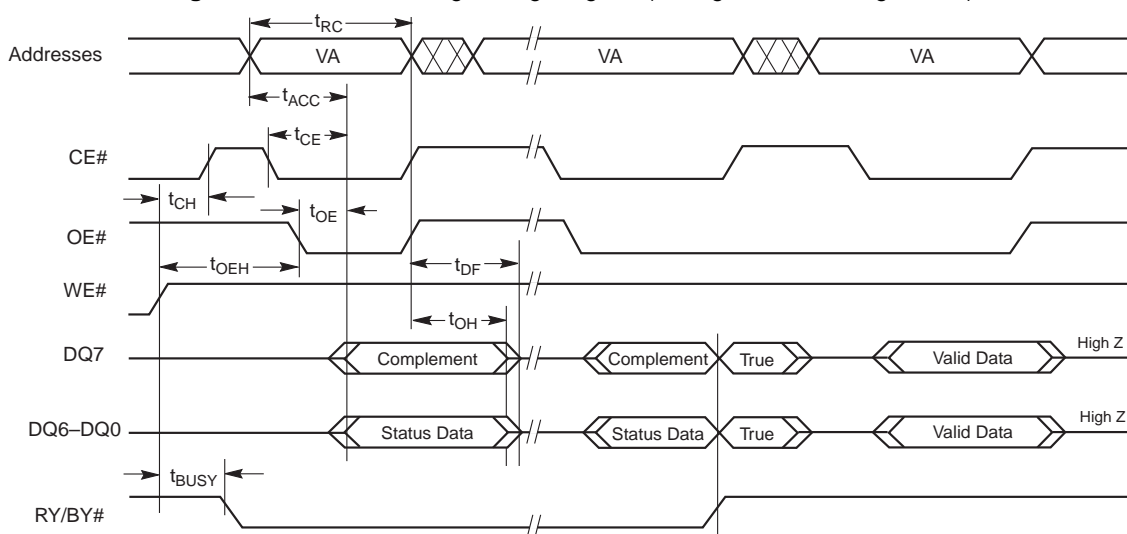 tRC
Addresses VA VA VA
tACC
tCE
CE#
tCH tOE
OE#
tOEH tDF
WE#
tOH
DQ7 Complement Complement True Valid Data High Z
DQ6–DQ0 Status Data Status Data True Valid Data High Z
tBUSY
RY/BY#